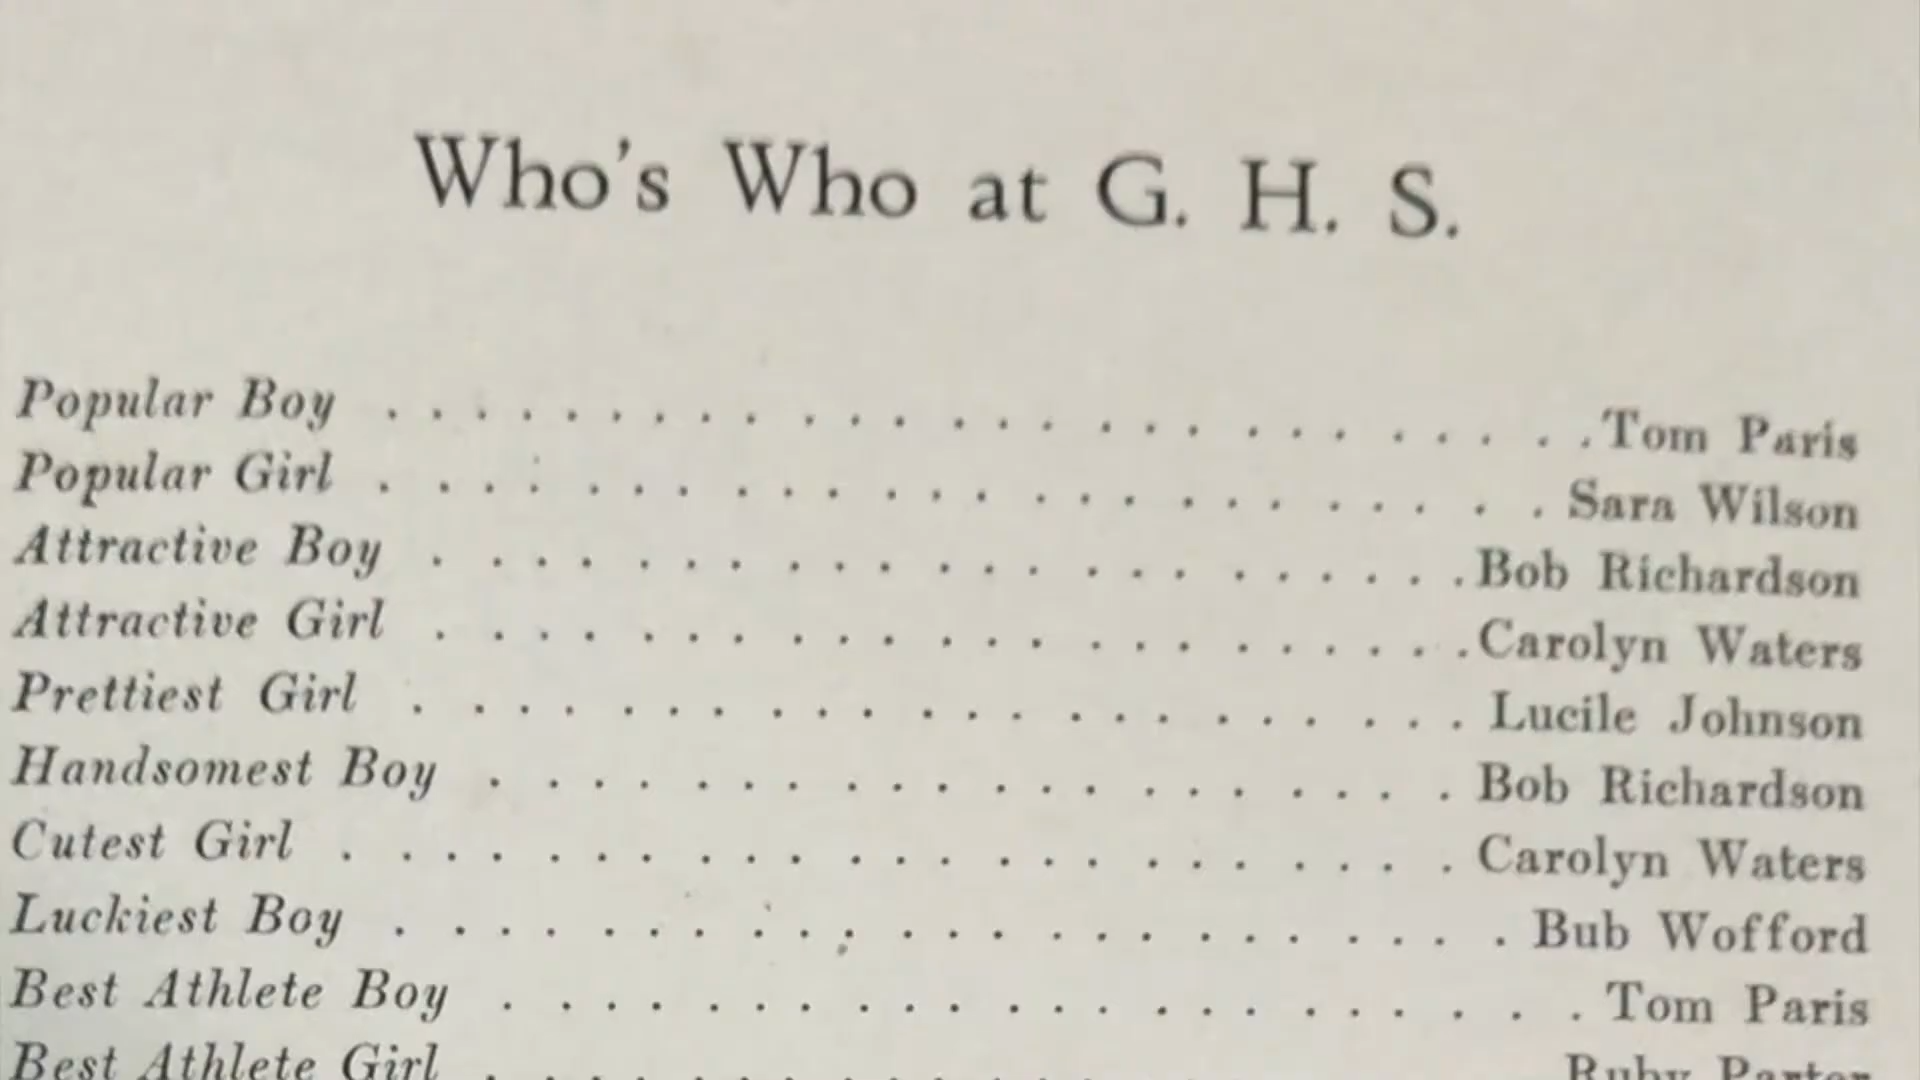 Who's Who at G. H. S.
Popular Boy . . . . . . . . . . . . . . . . . . . . . . . . Tom Paris
Popular Girl . . . . . . . . . . . . . . . . . . . . . . . Sara Wilson
Attractive Boy . . . . . . . . . . . . . . . . . . . . . Bob Richardson
Attractive Girl . . . . . . . . . . . . . . . . . . . . . Carolyn Waters
Prettiest Girl . . . . . . . . . . . . . . . . . . . . . Lucile Johnson
Handsomest Boy . . . . . . . . . . . . . . . . . . . Bob Richardson
Cutest Girl . . . . . . . . . . . . . . . . . . . . . . . Carolyn Waters
Luckiest Boy . . . . . . . . . . . . . . . . . . . . . . . Bub Wofford
Best Athlete Boy . . . . . . . . . . . . . . . . . . . . . . Tom Paris
Best Athlete Girl . . . . . . . . . . . . Ruby